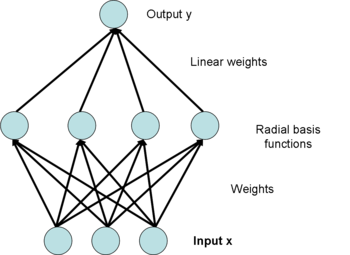 Output y
Linear weights
Radial basis
functions
Weights
Input x